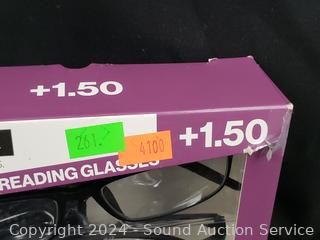 +1.50
261.
4100
+1.50
READING GLASSES
Copyright 2024 - Sound Auction Service